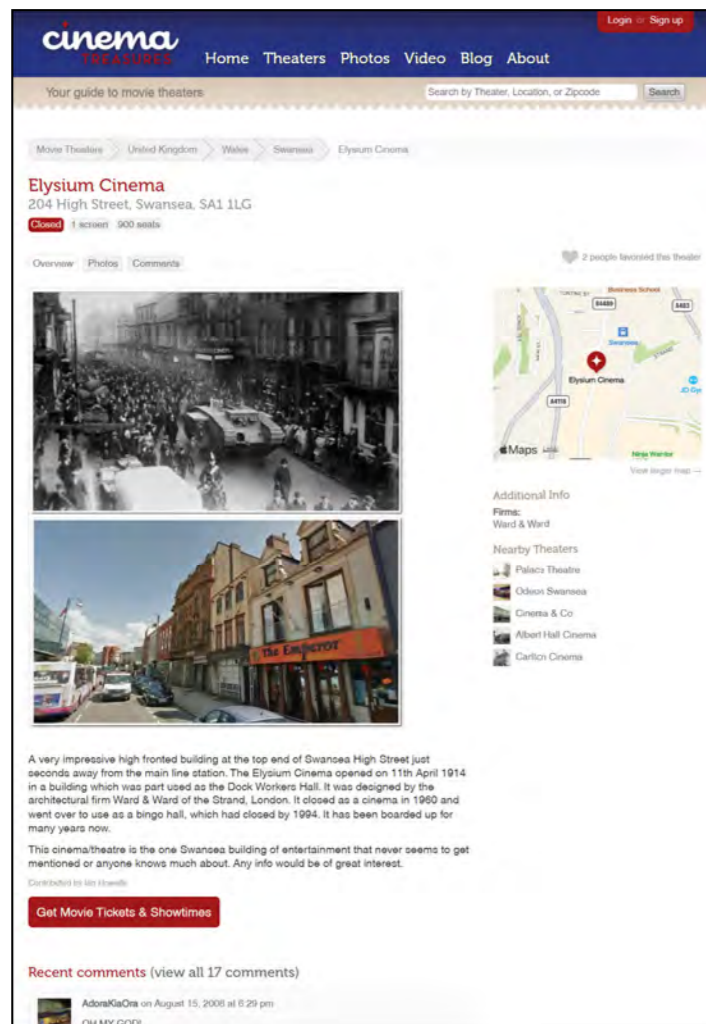 Login or Sign up
cinema
TREASURES
Home Theaters Photos Video Blog About
Your guide to movie theaters
Search by Theater, Location, or Zipcode
Search
Movie Theaters
United Kingdom
Wales
Swansea
Elysium Cinema
Elysium Cinema
204 High Street, Swansea, SA1 1LG
Closed 1 screen 900 seats
Overview Photos Comments
2 people favorited this theater
Business School
A4489
A483
Swansea
Elysium Cinema
A4118
Maps
Ninja Warrior
View larger map →
The Emperor
Additional Info
Firms:
Ward & Ward
Nearby Theaters
Palace Theatre
Odeon Swansea
Cinema & Co
Albert Hall Cinema
Carlton Cinema
A very impressive high fronted building at the top end of Swansea High Street just
seconds away from the main line station. The Elysium Cinema opened on 11th April 1914
in a building which was part used as the Dock Workers Hall. It was designed by the
architectural firm Ward & Ward of the Strand, London. It closed as a cinema in 1960 and
went over to use as a bingo hall, which had closed by 1994. It has been boarded up for
many years now.
This cinema/theatre is the one Swansea building of entertainment that never seems to get
mentioned or anyone knows much about. Any info would be of great interest.
Contributed by Ian Howells
Get Movie Tickets & Showtimes
Recent comments (view all 17 comments)
AdoraKiaOra on August 15, 2008 at 6:29 pm
OH MY GOD!